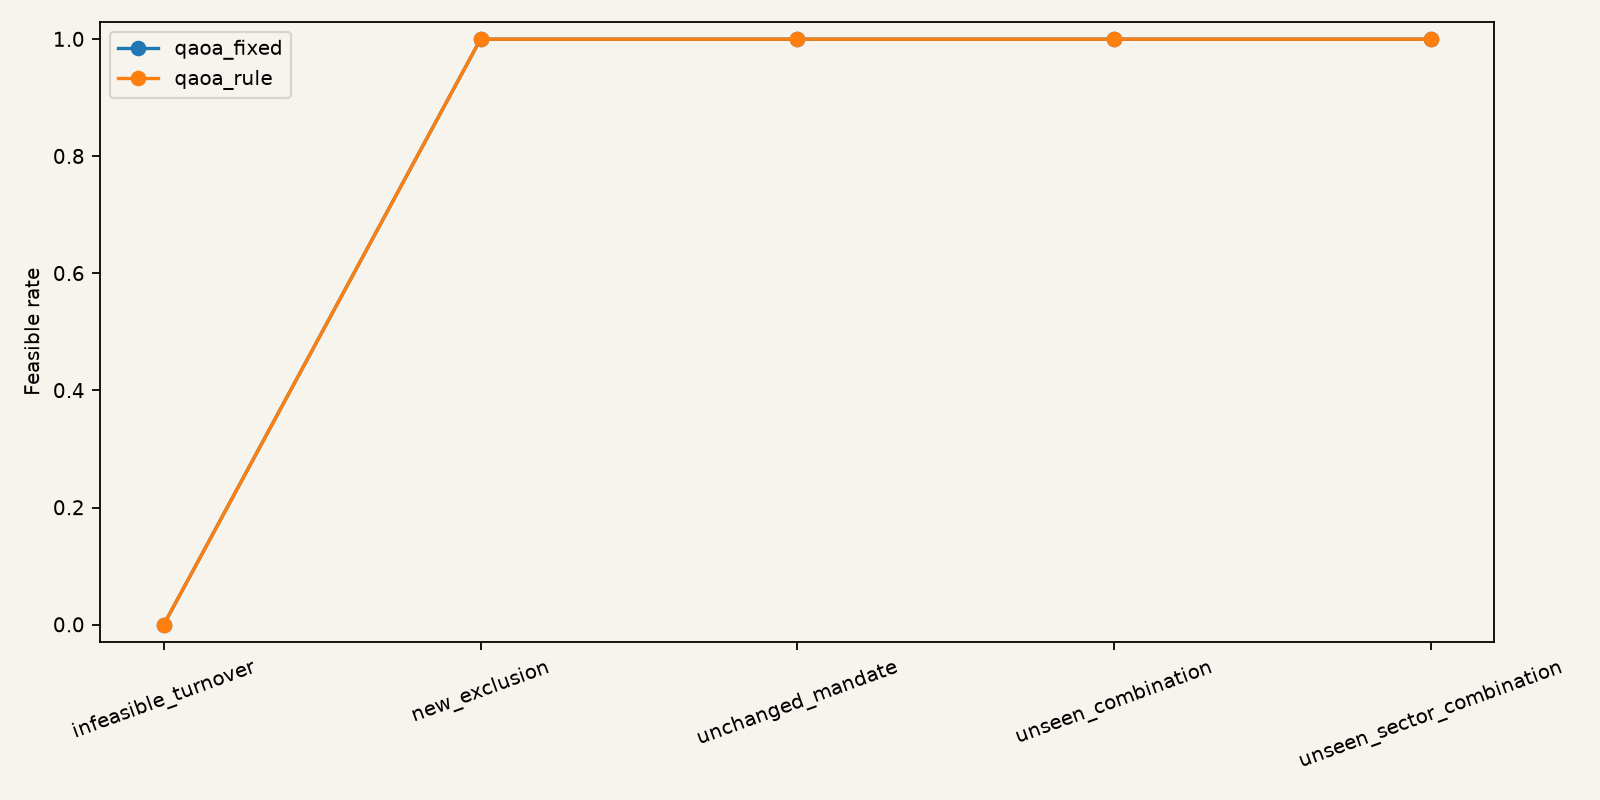 qaoa_fixed
qaoa_rule
1.0
0.8
0.6
0.4
0.2
0.0
Feasible rate
infeasible_turnover
new_exclusion
unchanged_mandate
unseen_combination
unseen_sector_combination